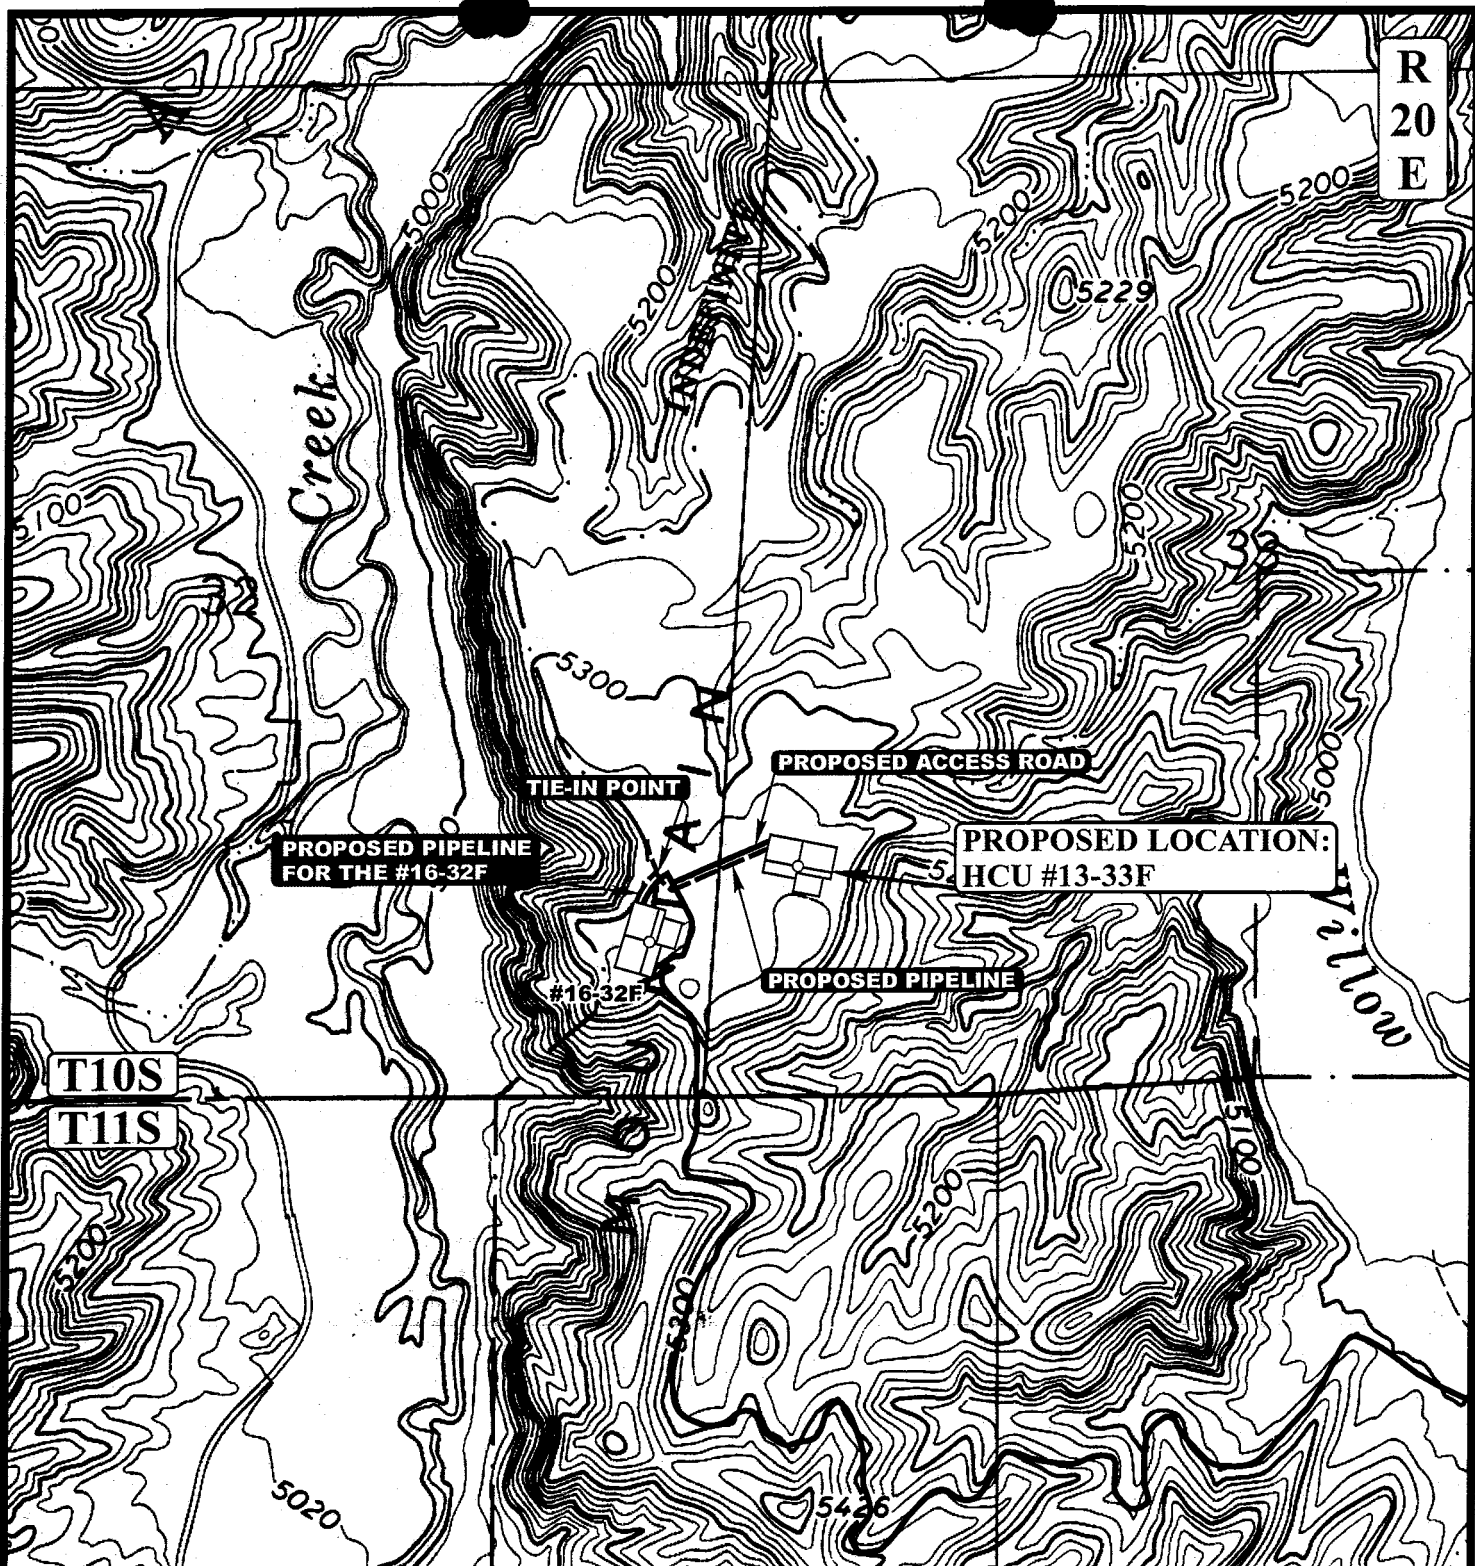 R
20
E
5000
5200
5200
5200
5229
Creek
5100
5200
32
33
5300
N
I
A
TIE-IN POINT
PROPOSED ACCESS ROAD
5000
PROPOSED PIPELINE
FOR THE #16-32F
PROPOSED LOCATION:
HCU #13-33F
Willow
PROPOSED PIPELINE
#16-32F
T10S
T11S
5100
5200
5200
5300
5020
5426